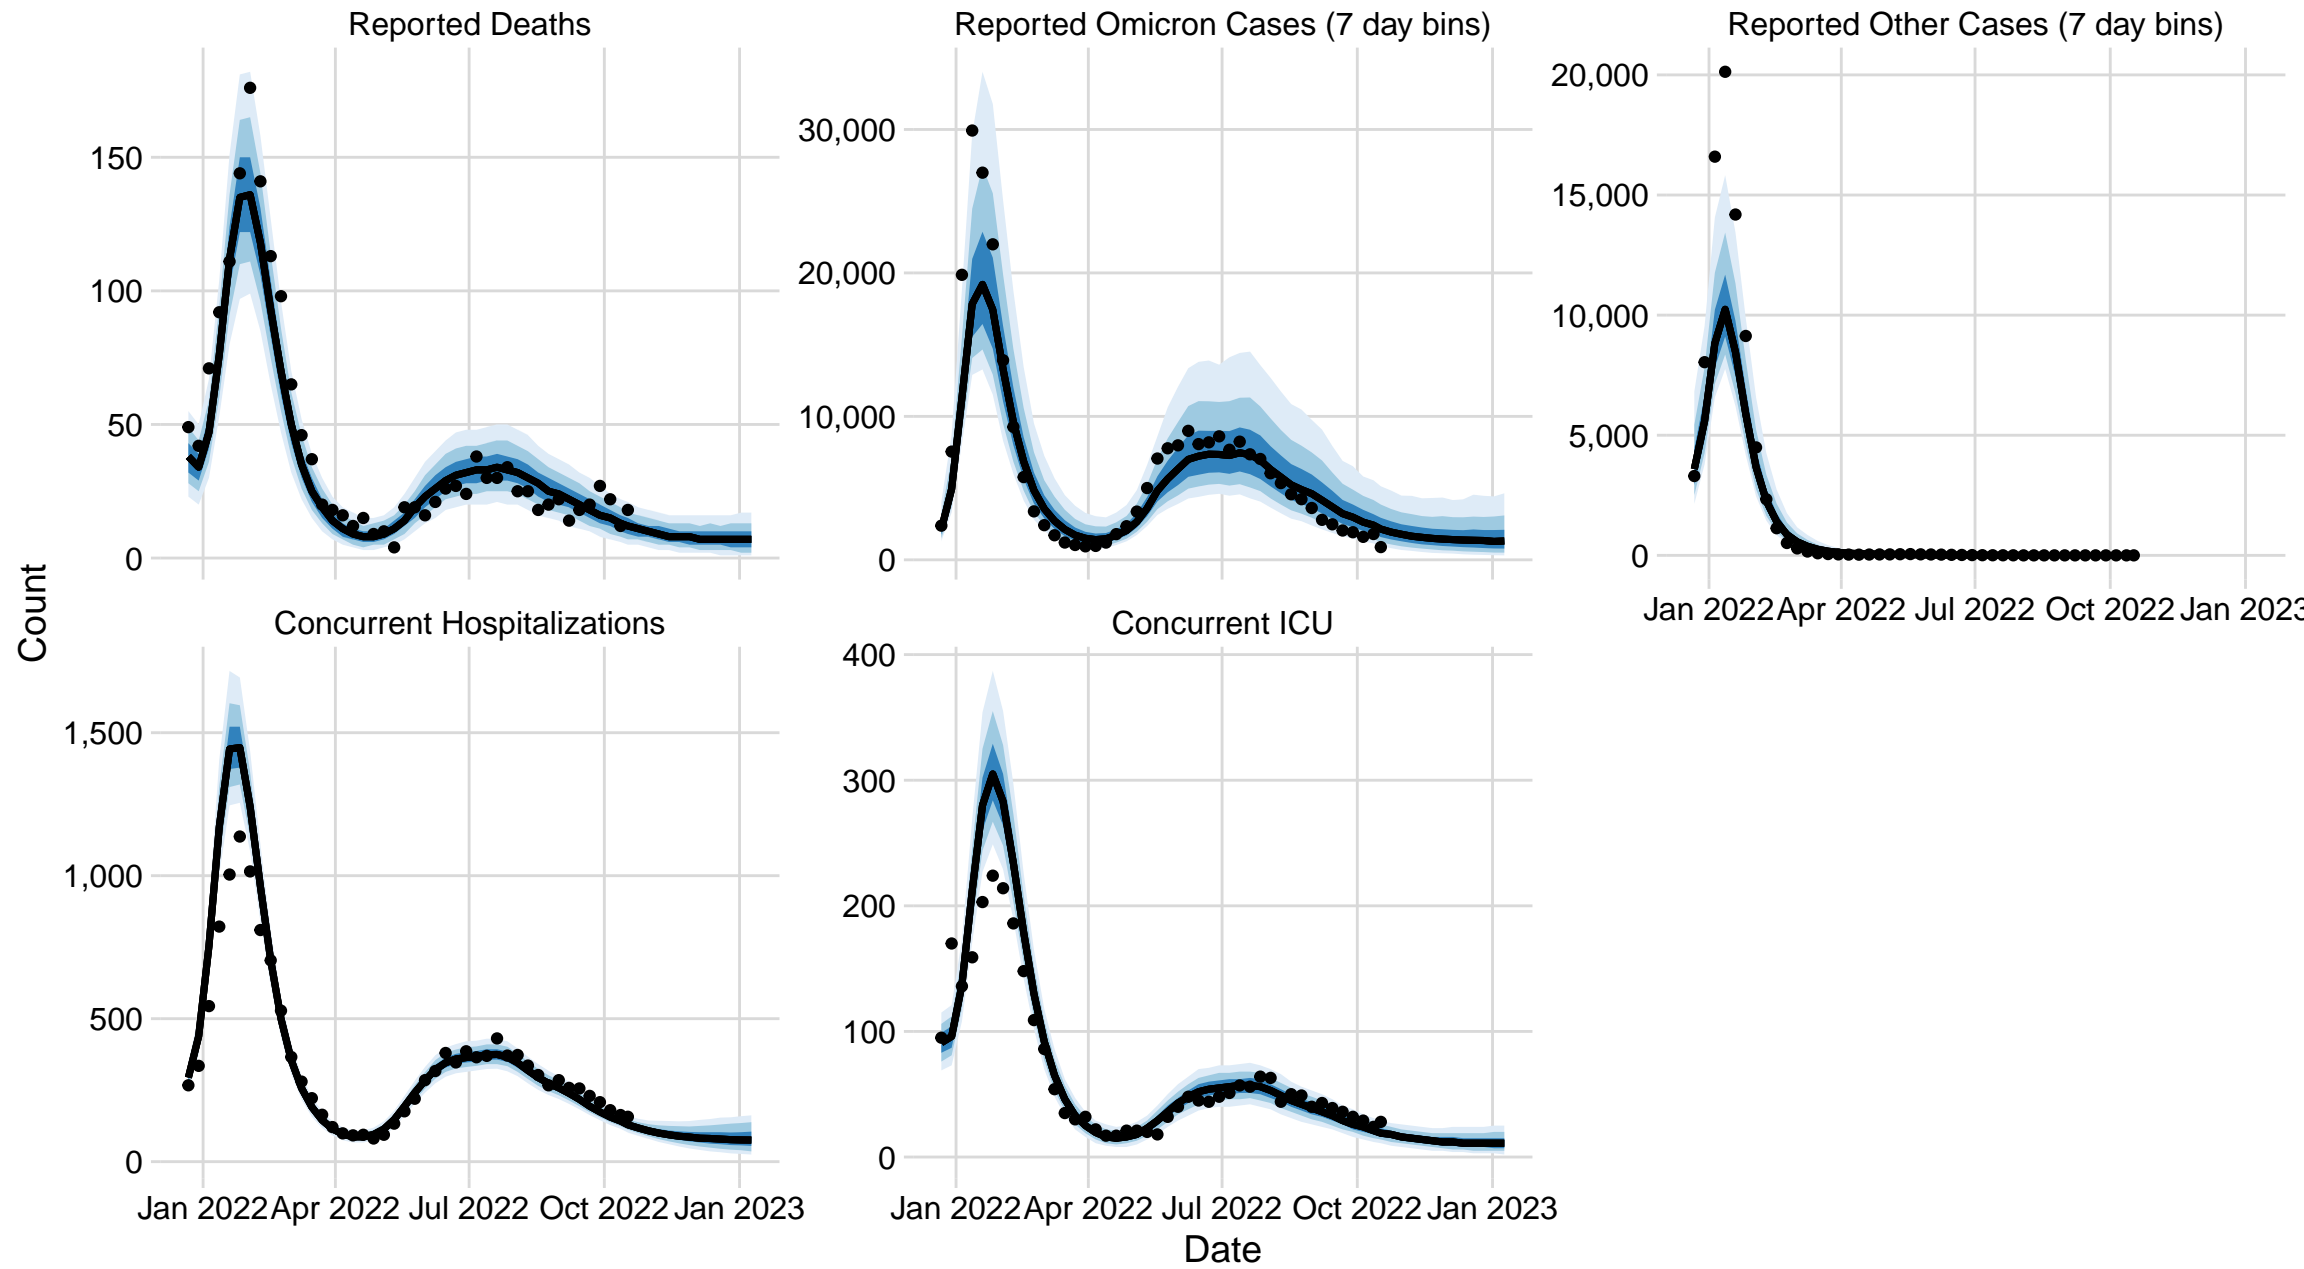 Reported Deaths
Reported Omicron Cases (7 day bins)
Reported Other Cases (7 day bins)
150
100
50
0
30,000
20,000
10,000
0
20,000
15,000
10,000
5,000
0
Jan 2022 Apr 2022 Jul 2022 Oct 2022 Jan 2023
Count
Concurrent Hospitalizations
Concurrent ICU
1,500
1,000
500
0
400
300
200
100
0
Jan 2022 Apr 2022 Jul 2022 Oct 2022 Jan 2023
Jan 2022 Apr 2022 Jul 2022 Oct 2022 Jan 2023
Date